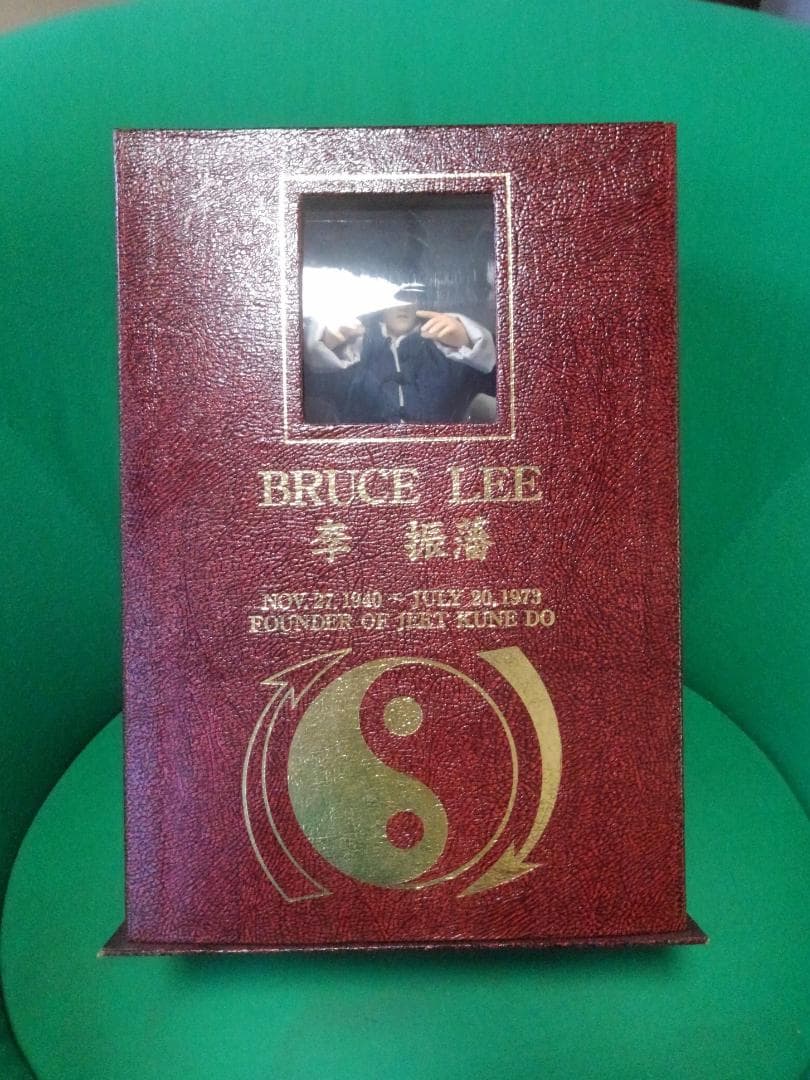 BRUCE LEE
李 振藩
NOV. 27, 1940 ~ JULY 20, 1973
FOUNDER OF JEET KUNE DO